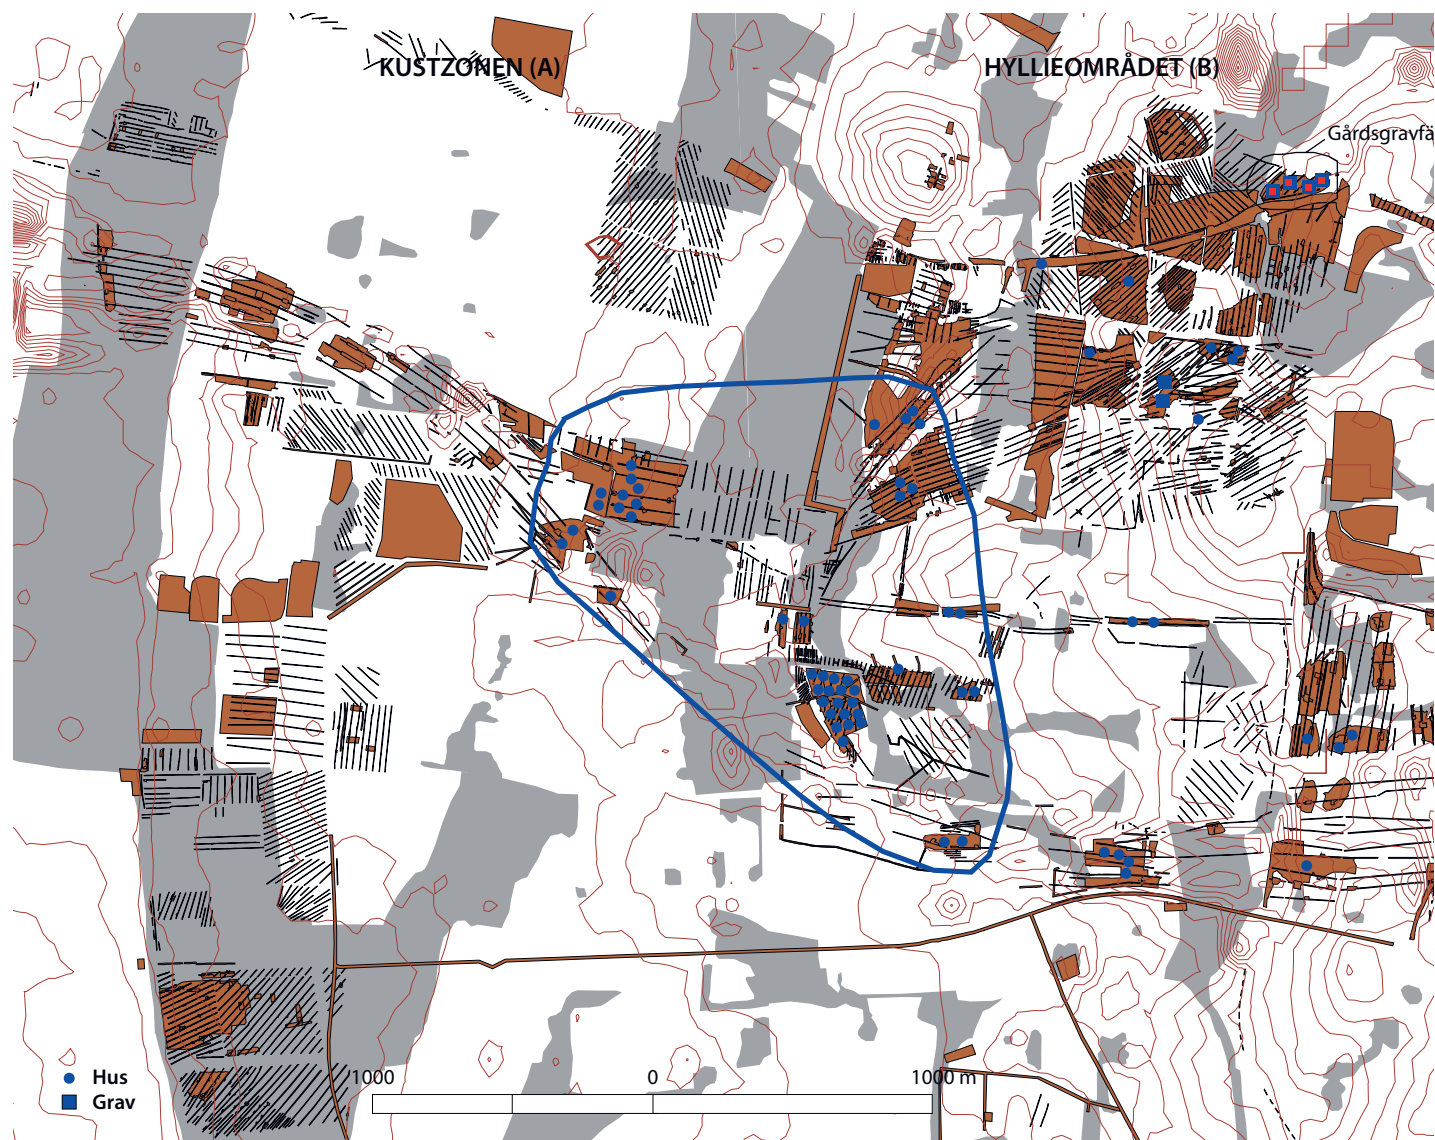 KUSTZONEN (A)
HYLLIEOMRÅDET (B)
Gårdsgravfä
Hus
Grav
1000
0
1000 m